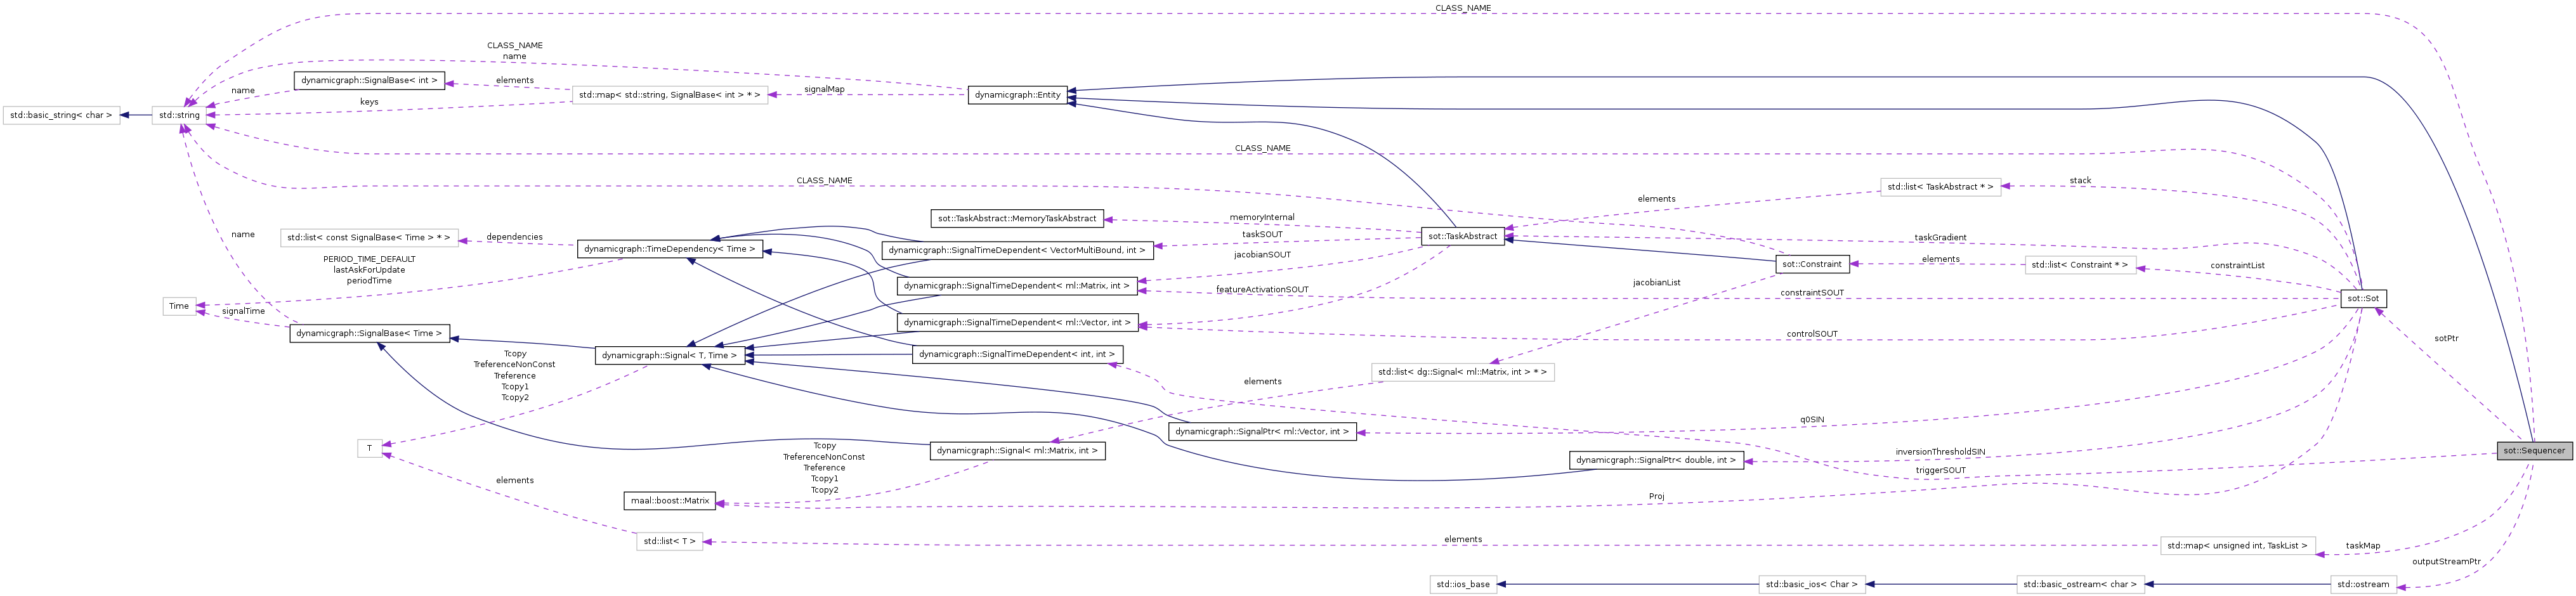 CLASS_NAME
CLASS_NAME
name
dynamicgraph::SignalBase< int >
elements
name
keys
std::map< std::string, SignalBase< int > * >
signalMap
dynamicgraph::Entity
std::basic_string< char >
std::string
CLASS_NAME
CLASS_NAME
std::list< TaskAbstract * >
stack
elements
sot::TaskAbstract::MemoryTaskAbstract
memoryInternal
taskSOUT
sot::TaskAbstract
taskGradient
name
std::list< const SignalBase< Time > * >
dependencies
dynamicgraph::TimeDependency< Time >
dynamicgraph::SignalTimeDependent< VectorMultiBound, int >
jacobianSOUT
PERIOD_TIME_DEFAULT
lastAskForUpdate
periodTime
sot::Constraint
elements
std::list< Constraint * >
constraintList
dynamicgraph::SignalTimeDependent< ml::Matrix, int >
featureActivationSOUT
jacobianList
constraintSOUT
sot::Sot
Time
signalTime
dynamicgraph::SignalBase< Time >
dynamicgraph::SignalTimeDependent< ml::Vector, int >
controlSOUT
sotPtr
dynamicgraph::Signal< T, Time >
dynamicgraph::SignalTimeDependent< int, int >
Tcopy
TreferenceNonConst
Treference
Tcopy1
Tcopy2
elements
std::list< dg::Signal< ml::Matrix, int > * >
q0SIN
dynamicgraph::SignalPtr< ml::Vector, int >
T
dynamicgraph::Signal< ml::Matrix, int >
inversionThresholdSIN
dynamicgraph::SignalPtr< double, int >
triggerSOUT
sot::Sequencer
Tcopy
TreferenceNonConst
Treference
Tcopy1
Tcopy2
elements
maal::boost::Matrix
Proj
std::list< T >
elements
std::map< unsigned int, TaskList >
taskMap
outputStreamPtr
std::ios_base
std::basic_ios< Char >
std::basic_ostream< char >
std::ostream